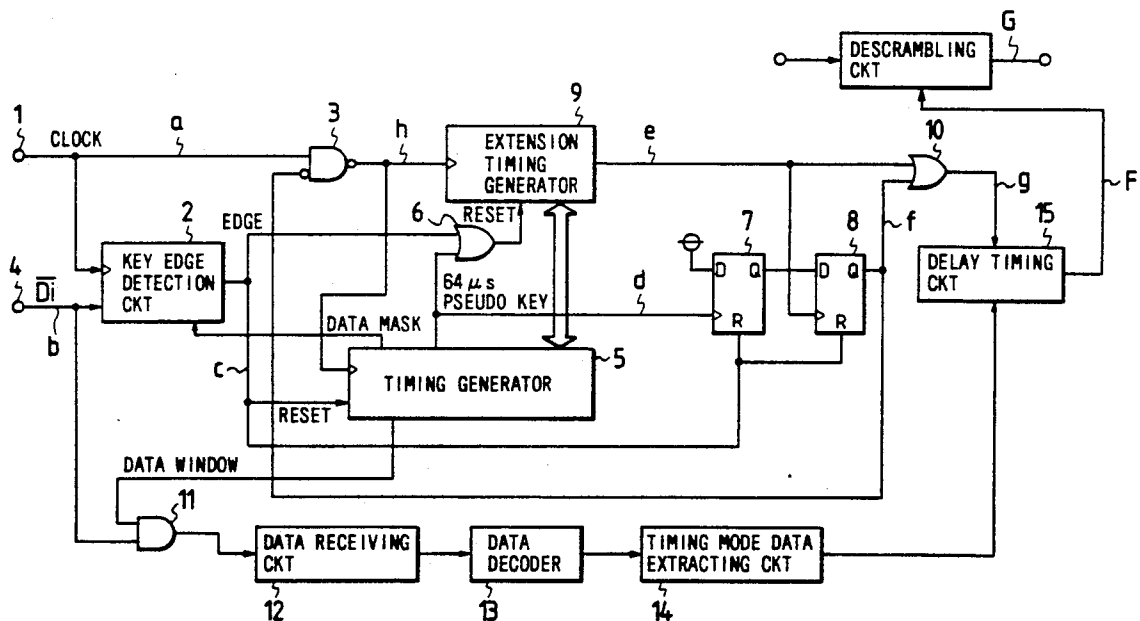 G
DESCRAMBLING
CKT
1
CLOCK
a
3
h
9
EXTENSION
TIMING
GENERATOR
e
10
F
2
EDGE
6
RESET
g
15
4
Di
b
KEY EDGE
DETECTION
CKT
64 μs
PSEUDO KEY
d
7
D Q
R
8
D Q
R
f
DELAY TIMING
CKT
DATA MASK
c
TIMING GENERATOR
5
RESET
DATA WINDOW
11
DATA RECEIVING
CKT
12
DATA
DECODER
13
TIMING MODE DATA
EXTRACTING CKT
14